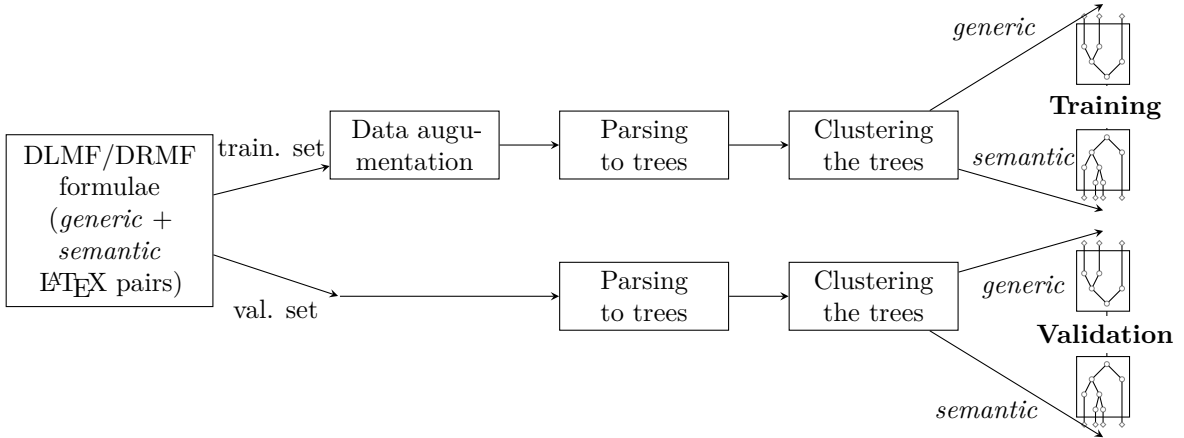 generic
Training
train. set
Data augu-
mentation
Parsing
to trees
Clustering
the trees
semantic
DLMF/DRMF
formulae
(generic +
semantic
LATEX pairs)
val. set
Parsing
to trees
Clustering
the trees
generic
Validation
semantic